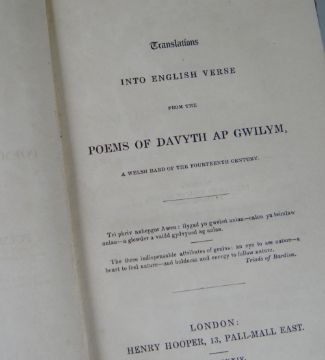 Translations
INTO ENGLISH VERSE
FROM THE
POEMS OF DAVYTH AP GWILYM,
A WELSH BARD OF THE FOURTEENTH CENTURY.
Tri phriv anhepgor Awen: llygad yn gweled anian—calon yn teimlaw
anian—a glewder a vaidd gydvyned ag anian.
The three indispensable attributes of genius: an eye to see nature—a
heart to feel nature—and boldness and energy to follow nature.
Triads of Bardism.
LONDON:
HENRY HOOPER, 13, PALL-MALL EAST.